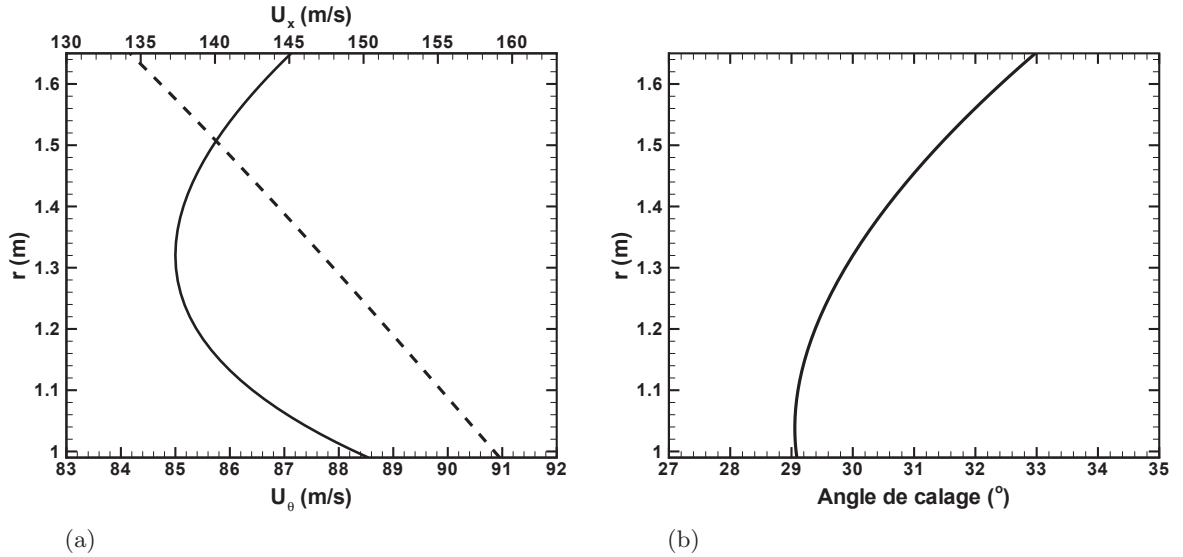 U_x (m/s)
130 135 140 145 150 155 160
1.6
1.5
1.4
1.3
1.2
1.1
1
r (m)
83 84 85 86 87 88 89 90 91 92
U_θ (m/s)
(a)
1.6
1.5
1.4
1.3
1.2
1.1
1
r (m)
27 28 29 30 31 32 33 34 35
Angle de calage (°)
(b)